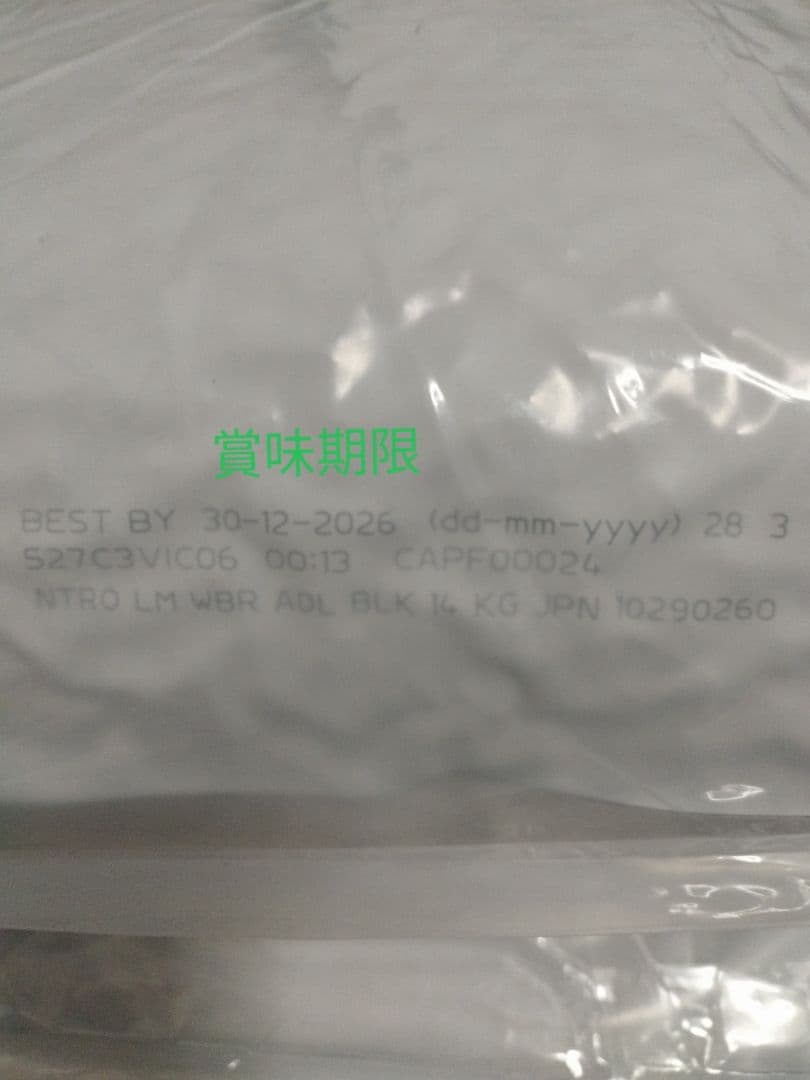 賞味期限
BEST BY 30-12-2026 (dd-mm-yyyy) 28 3
527C3VIC06 00:13 CAPF00024
NTRO LM WBR ADL BLK 14 KG JPN 10290260